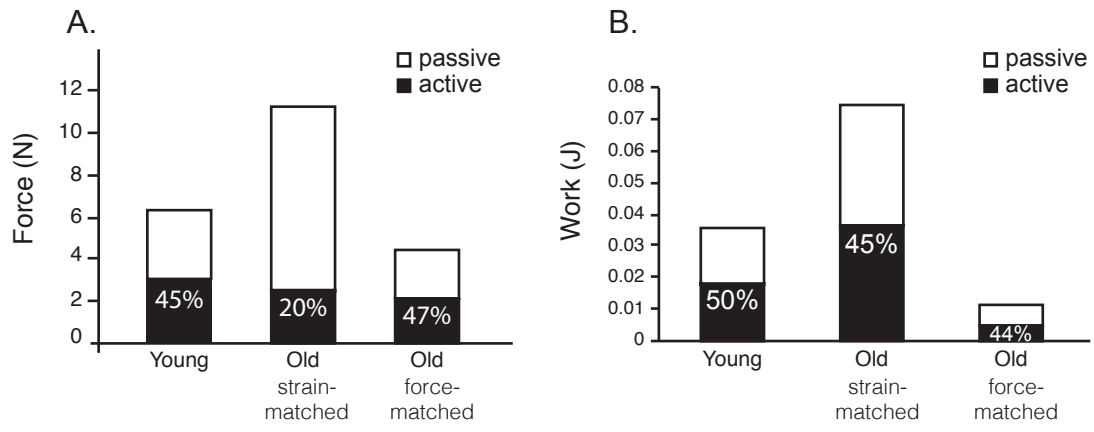 A.
passive
active
12
10
8
6
4
2
0
Force (N)
45%
20%
47%
Young
Old
strain-
matched
Old
force-
matched
B.
passive
active
0.08
0.07
0.06
0.05
0.04
0.03
0.02
0.01
0
Work (J)
50%
45%
44%
Young
Old
strain-
matched
Old
force-
matched